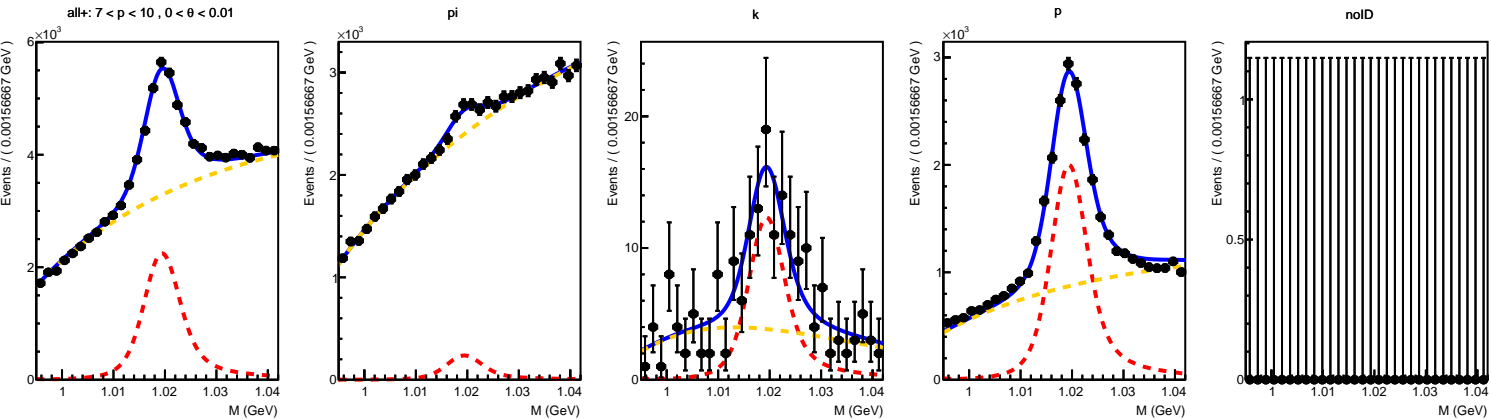 all+: 7 < p < 10 , 0 < θ < 0.01
×10³
Events / ( 0.00156667 GeV )
6
4
2
0
1 1.01 1.02 1.03 1.04
M (GeV)
pi
×10³
Events / ( 0.00156667 GeV )
3
2
1
0
1 1.01 1.02 1.03 1.04
M (GeV)
k
Events / ( 0.00156667 GeV )
20
10
0
1 1.01 1.02 1.03 1.04
M (GeV)
p
×10³
Events / ( 0.00156667 GeV )
3
2
1
0
1 1.01 1.02 1.03 1.04
M (GeV)
noID
Events / ( 0.00156667 GeV )
1
0.5
0
1 1.01 1.02 1.03 1.04
M (GeV)